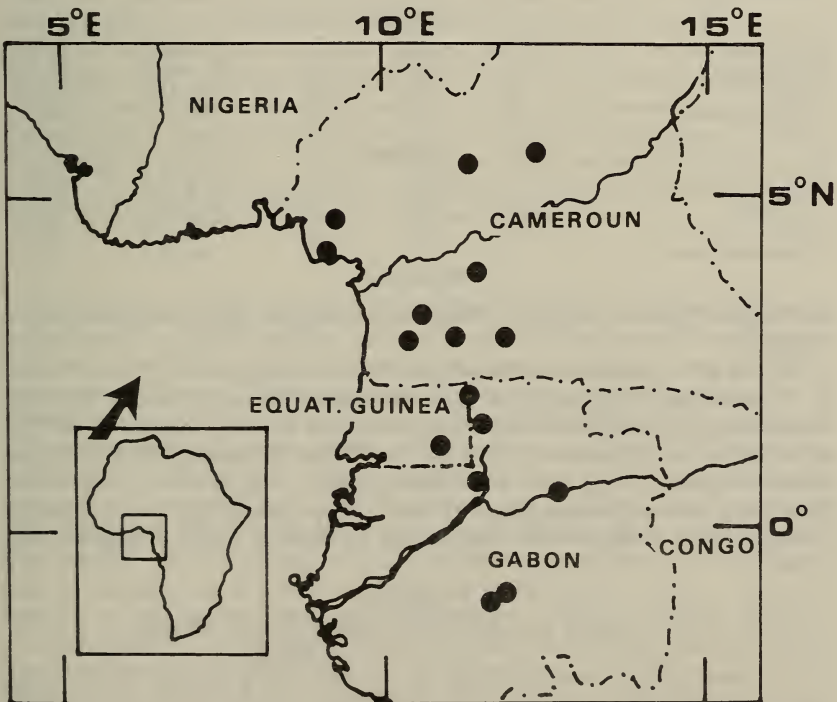 5°E 10°E 15°E
NIGERIA
5°N
CAMEROUN
EQUAT. GUINEA
0°
CONGO
GABON